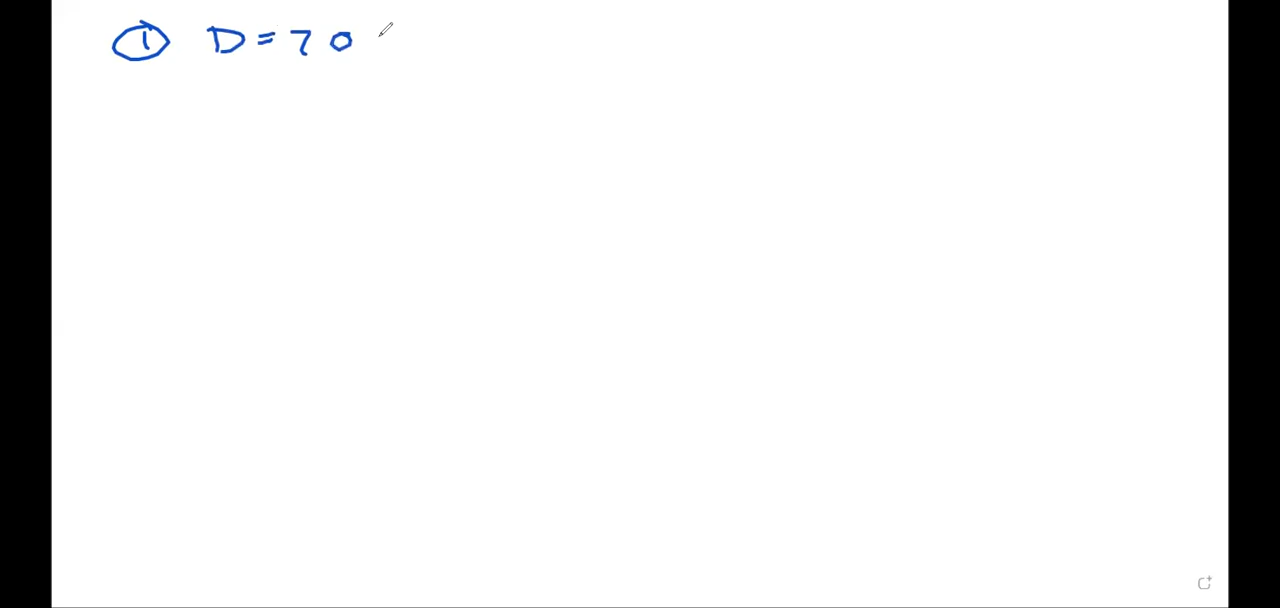 ① D = 70